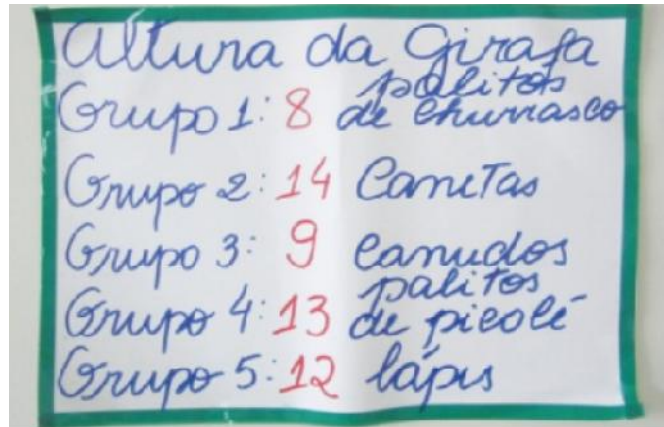 Altura da Girafa
Grupo 1: 8 palitos de churrasco
Grupo 2: 14 Canetas
Grupo 3: 9 canudos
Grupo 4: 13 palitos de picolé
Grupo 5: 12 lápis